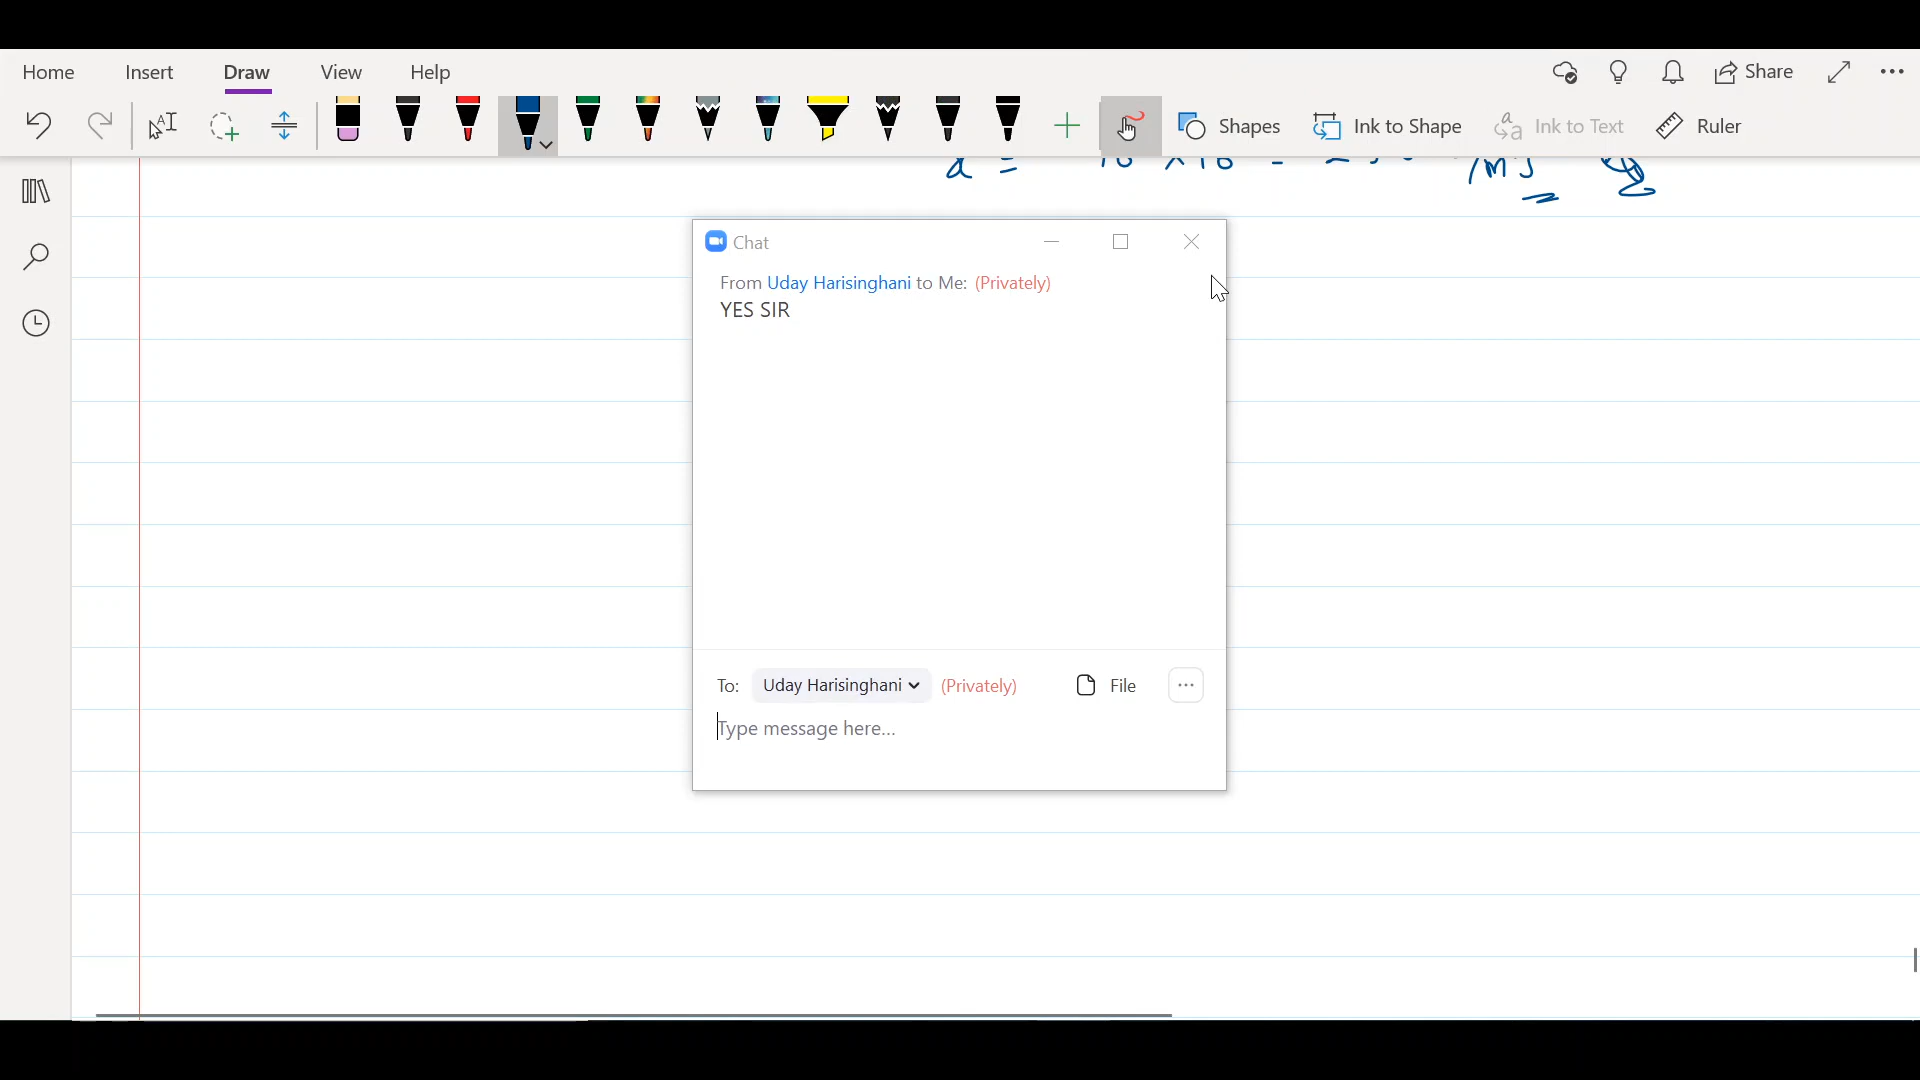 Home Insert Draw View Help Share
Shapes Ink to Shape Ink to Text Ruler
Chat
From Uday Harisinghani to Me: (Privately)
YES SIR
To: Uday Harisinghani (Privately) File
Type message here...